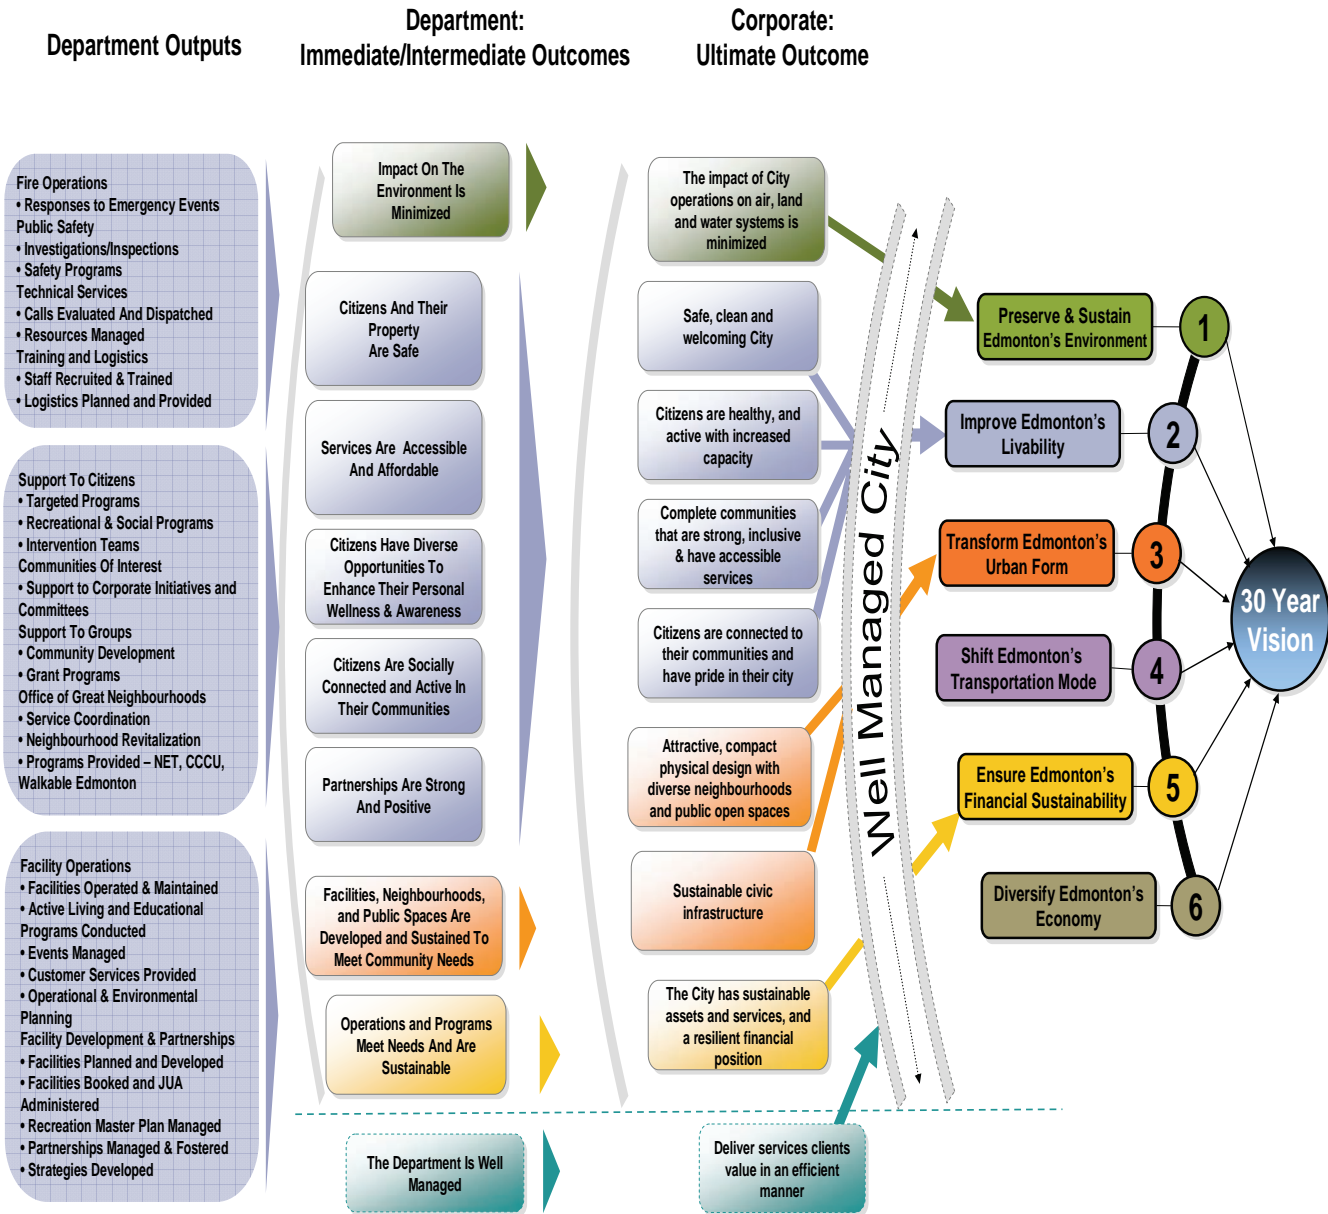 Department Outputs
Department:
Immediate/Intermediate Outcomes
Corporate:
Ultimate Outcome
Fire Operations
• Responses to Emergency Events
Public Safety
• Investigations/Inspections
• Safety Programs
Technical Services
• Calls Evaluated And Dispatched
• Resources Managed
Training and Logistics
• Staff Recruited & Trained
• Logistics Planned and Provided
Support To Citizens
• Targeted Programs
• Recreational & Social Programs
• Intervention Teams
Communities Of Interest
• Support to Corporate Initiatives and
Committees
Support To Groups
• Community Development
• Grant Programs
Office of Great Neighbourhoods
• Service Coordination
• Neighbourhood Revitalization
• Programs Provided – NET, CCCU,
Walkable Edmonton
Facility Operations
• Facilities Operated & Maintained
• Active Living and Educational
Programs Conducted
• Events Managed
• Customer Services Provided
• Operational & Environmental
Planning
Facility Development & Partnerships
• Facilities Planned and Developed
• Facilities Booked and JUA
Administered
• Recreation Master Plan Managed
• Partnerships Managed & Fostered
• Strategies Developed
Impact On The
Environment Is
Minimized
Citizens And Their
Property
Are Safe
Services Are Accessible
And Affordable
Citizens Have Diverse
Opportunities To
Enhance Their Personal
Wellness & Awareness
Citizens Are Socially
Connected and Active In
Their Communities
Partnerships Are Strong
And Positive
Facilities, Neighbourhoods,
and Public Spaces Are
Developed and Sustained To
Meet Community Needs
Operations and Programs
Meet Needs And Are
Sustainable
The Department Is Well
Managed
The impact of City
operations on air, land
and water systems is
minimized
Safe, clean and
welcoming City
Citizens are healthy, and
active with increased
capacity
Complete communities
that are strong, inclusive
& have accessible
services
Citizens are connected to
their communities and
have pride in their city
Attractive, compact
physical design with
diverse neighbourhoods
and public open spaces
Sustainable civic
infrastructure
The City has sustainable
assets and services, and
a resilient financial
position
Deliver services clients
value in an efficient
manner
Well Managed City
Preserve & Sustain
Edmonton's Environment
1
Improve Edmonton's
Livability
2
Transform Edmonton's
Urban Form
3
Shift Edmonton's
Transportation Mode
4
Ensure Edmonton's
Financial Sustainability
5
Diversify Edmonton's
Economy
6
30 Year
Vision